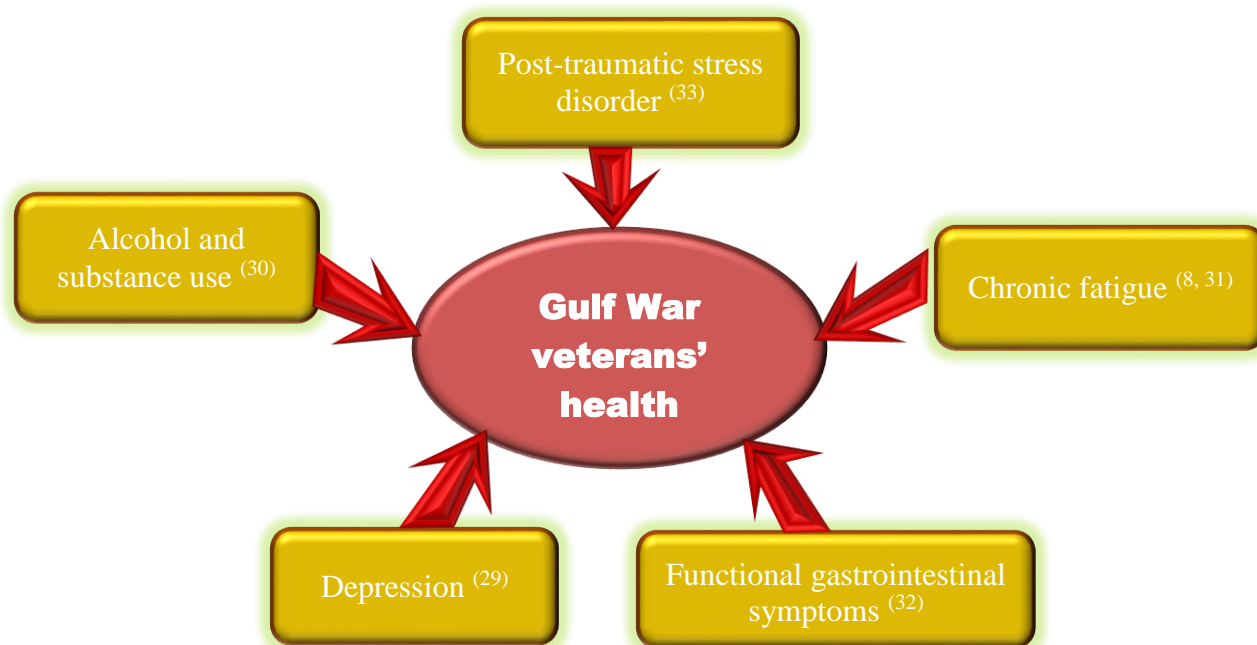 Post-traumatic stress
disorder (33)
Alcohol and
substance use (30)
Chronic fatigue (8, 31)
Gulf War
veterans’
health
Depression (29)
Functional gastrointestinal
symptoms (32)